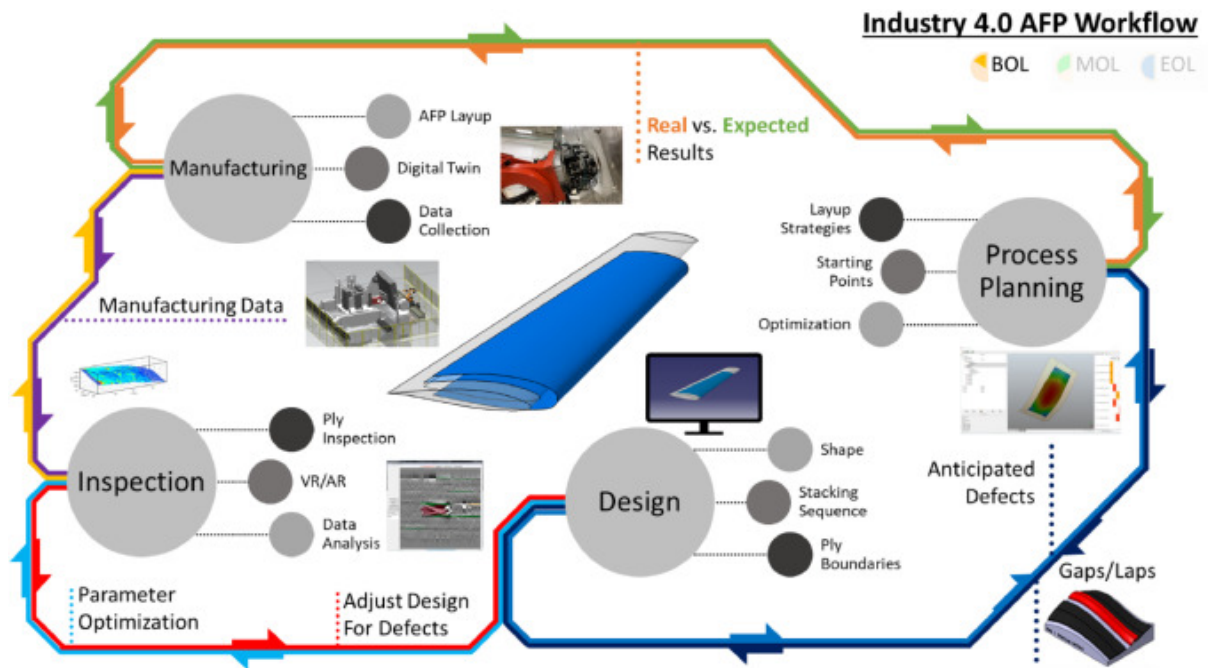 Industry 4.0 AFP Workflow
BOL
MOL
EOL
Manufacturing
AFP Layup
Digital Twin
Data
Collection
Real vs. Expected
Results
Layup
Strategies
Starting
Points
Optimization
Process
Planning
Manufacturing Data
Inspection
Ply
Inspection
VR/AR
Data
Analysis
Design
Shape
Stacking
Sequence
Ply
Boundaries
Anticipated
Defects
Gaps/Laps
Parameter
Optimization
Adjust Design
For Defects